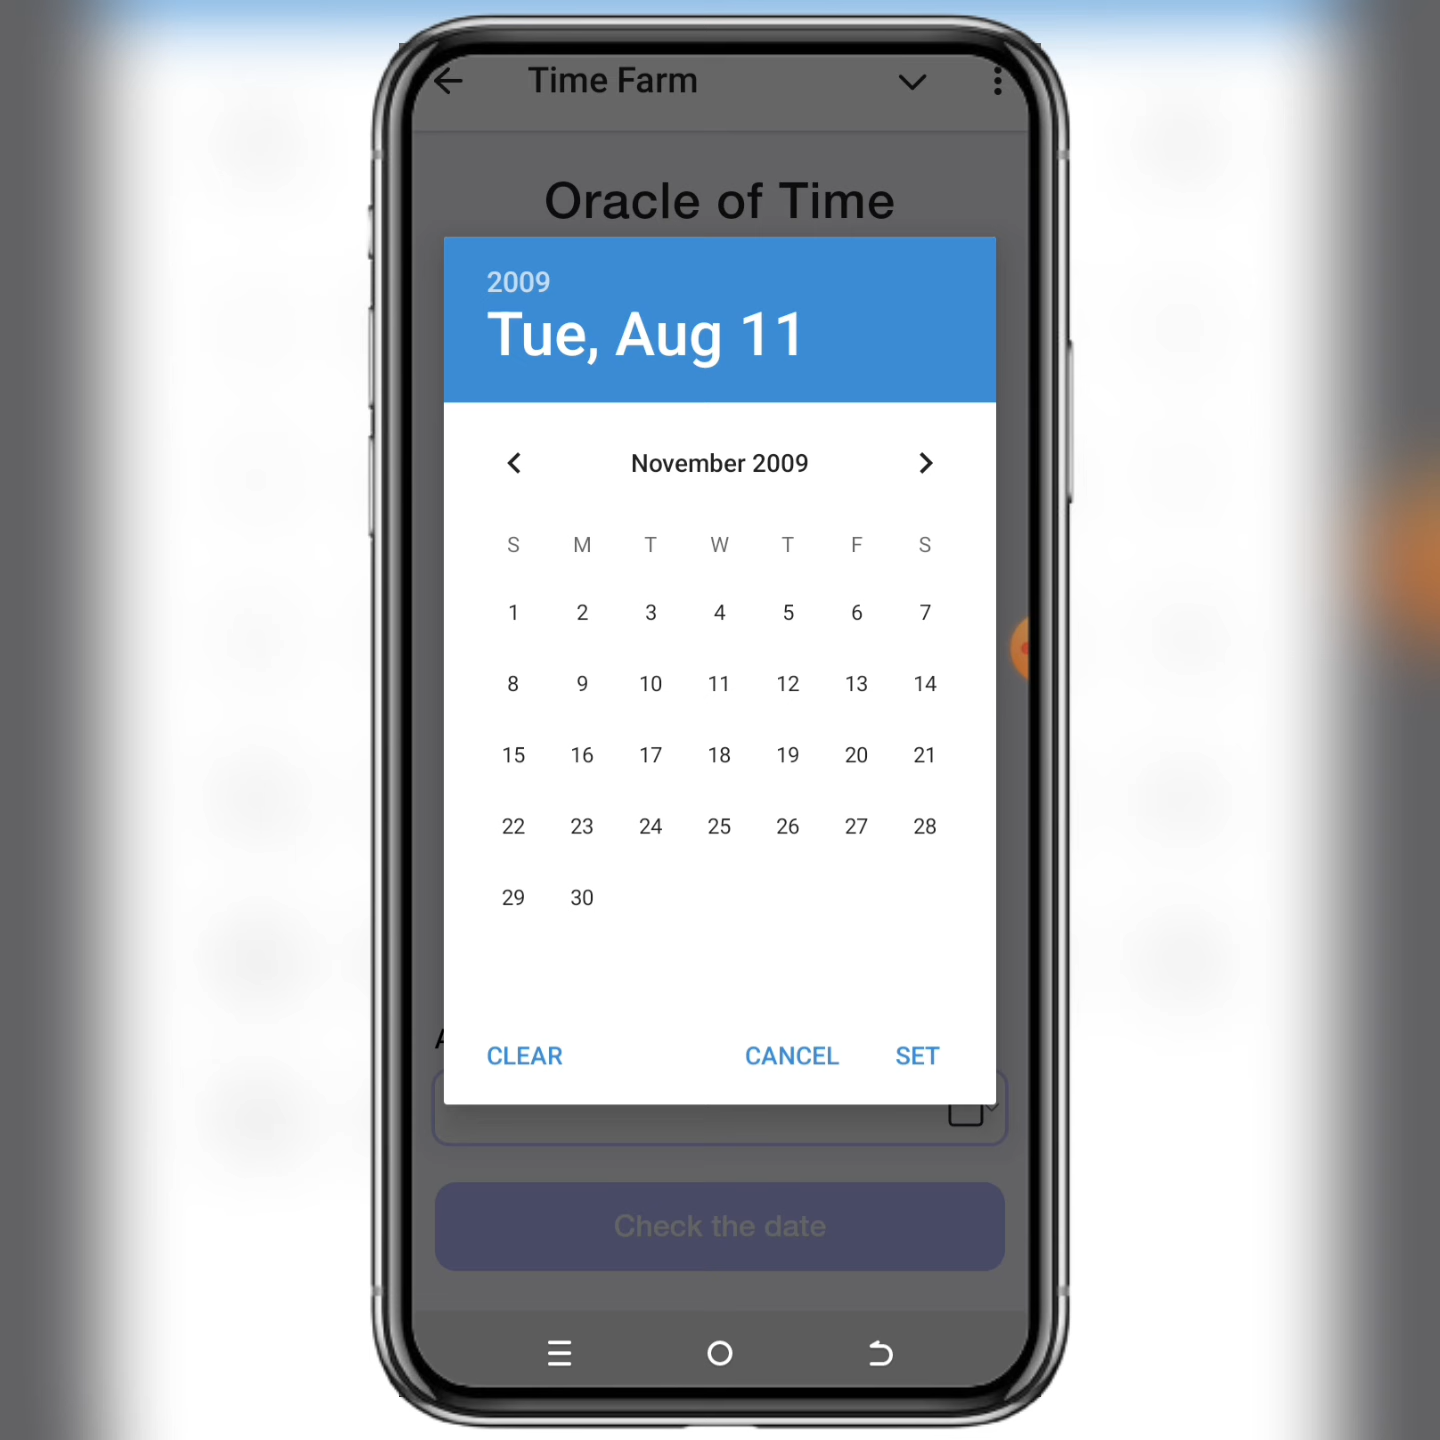 Time Farm
Oracle of Time
2009
Tue, Aug 11
November 2009
S M T W T F S
1 2 3 4 5 6 7
8 9 10 11 12 13 14
15 16 17 18 19 20 21
22 23 24 25 26 27 28
29 30
CLEAR CANCEL SET
Check the date